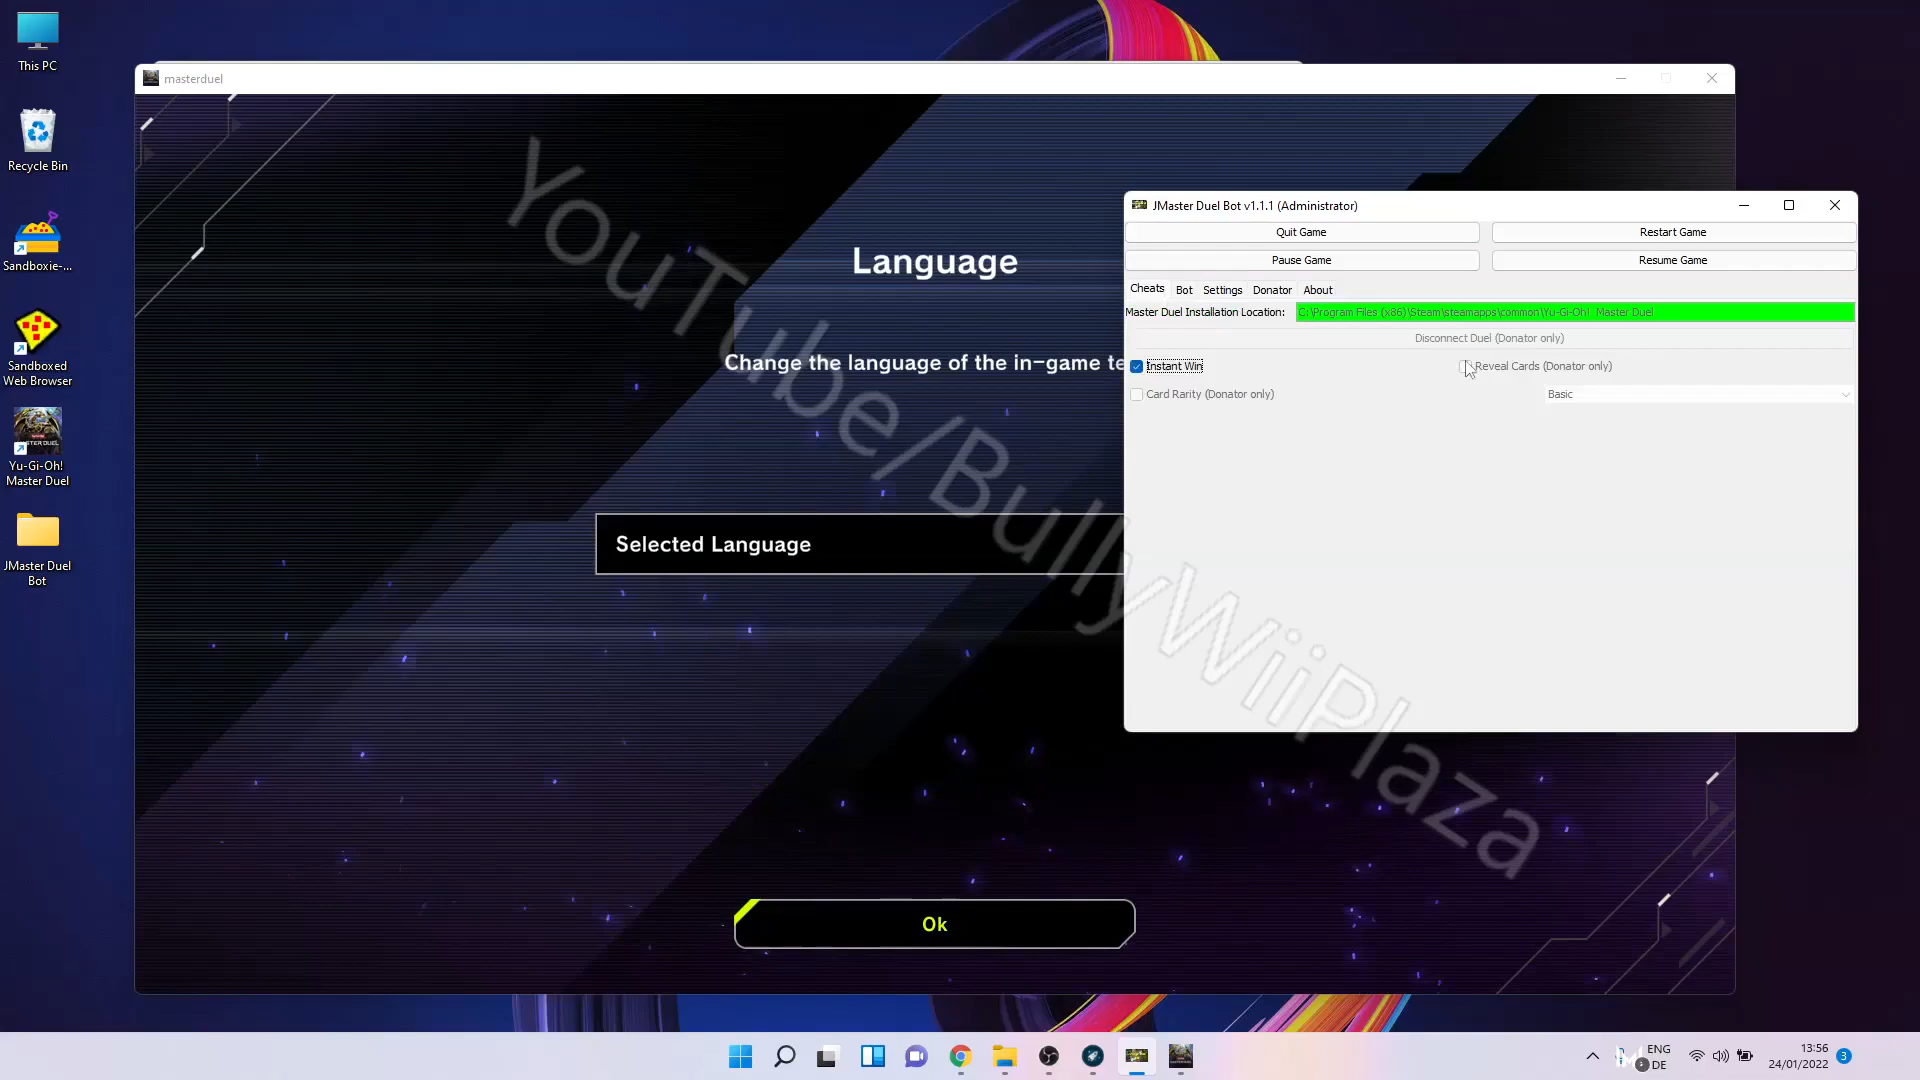 This PC
Recycle Bin
Sandboxie-...
Sandboxed
Web Browser
Yu-Gi-Oh!
Master Duel
JMaster Duel
Bot
masterduel
Language
Change the language of the in-game te
Selected Language
Ok
YouTube/BullyWiiPlaza
JMaster Duel Bot v1.1.1 (Administrator)
Quit Game
Restart Game
Pause Game
Resume Game
Cheats Bot Settings Donator About
Master Duel Installation Location: C:\Program Files (x86)\Steam\steamapps\common\Yu-Gi-Oh!  Master Duel
Disconnect Duel (Donator only)
Instant Win
Reveal Cards (Donator only)
Card Rarity (Donator only)
Basic
ENG
DE
13:56
24/01/2022
3